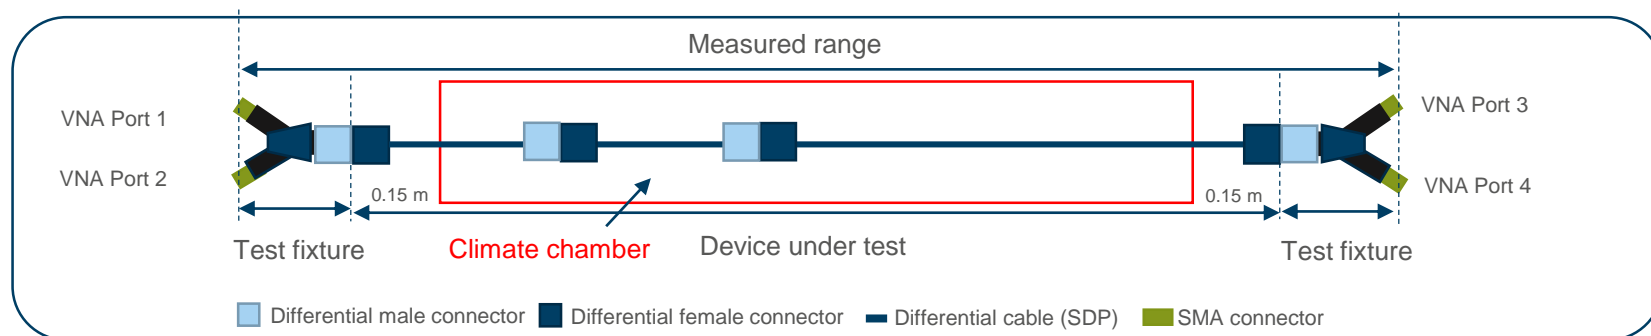 Measured range
VNA Port 1
VNA Port 3
VNA Port 2
VNA Port 4
0.15 m
0.15 m
Test fixture
Climate chamber
Device under test
Test fixture
Differential male connector
Differential female connector
Differential cable (SDP)
SMA connector